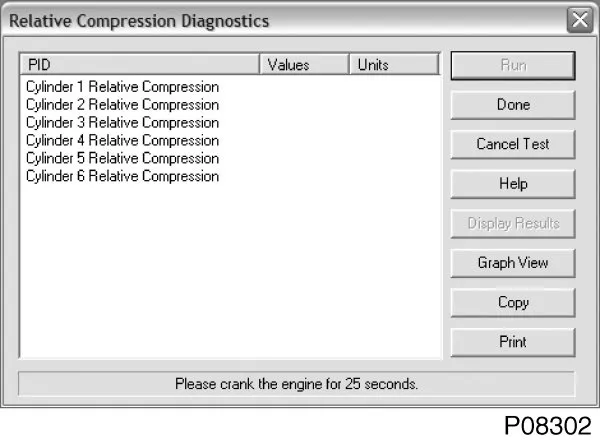 Relative Compression Diagnostics
PID Values Units
Cylinder 1 Relative Compression
Cylinder 2 Relative Compression
Cylinder 3 Relative Compression
Cylinder 4 Relative Compression
Cylinder 5 Relative Compression
Cylinder 6 Relative Compression
Run
Done
Cancel Test
Help
Display Results
Graph View
Copy
Print
Please crank the engine for 25 seconds.
P08302